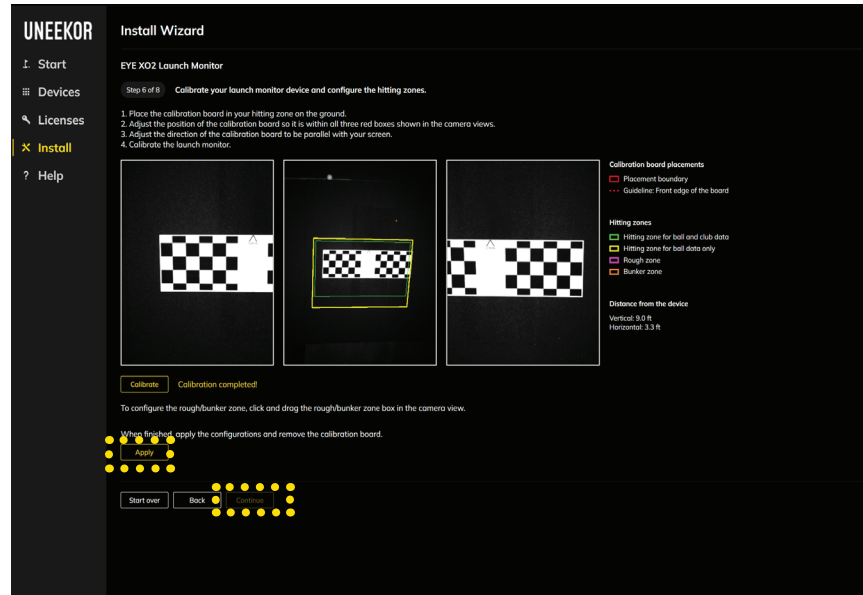 UNEEKOR
Start
Devices
Licenses
Install
? Help
Install Wizard
EYE XO2 Launch Monitor
Step 6 of 8 Calibrate your launch monitor device and configure the hitting zones.
1. Place the calibration board in your hitting zone on the ground.
2. Adjust the position of the calibration board so it is within all three red boxes shown in the camera views.
3. Adjust the direction of the calibration board to be parallel with your screen.
4. Calibrate the launch monitor.
Calibration board placements
Placement boundary
Guideline: Front edge of the board
Hitting zones
Hitting zone for ball and club data
Hitting zone for ball data only
Rough zone
Bunker zone
Distance from the device
Vertical: 9.0 ft
Horizontal: 3.3 ft
Calibrate Calibration completed!
To configure the rough/bunker zone, click and drag the rough/bunker zone box in the camera view.
When finished, apply the configurations and remove the calibration board.
Apply
Start over Back Continue